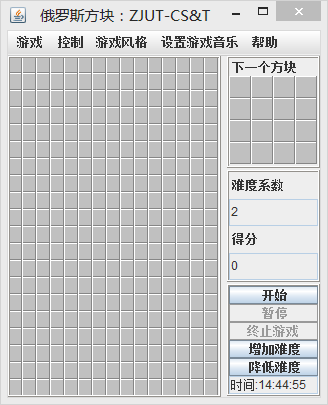 俄罗斯方块：ZJUT-CS&T
游戏 控制 游戏风格 设置游戏音乐 帮助
下一个方块
难度系数
2
得分
0
开始
暂停
终止游戏
增加难度
降低难度
时间:14:44:55